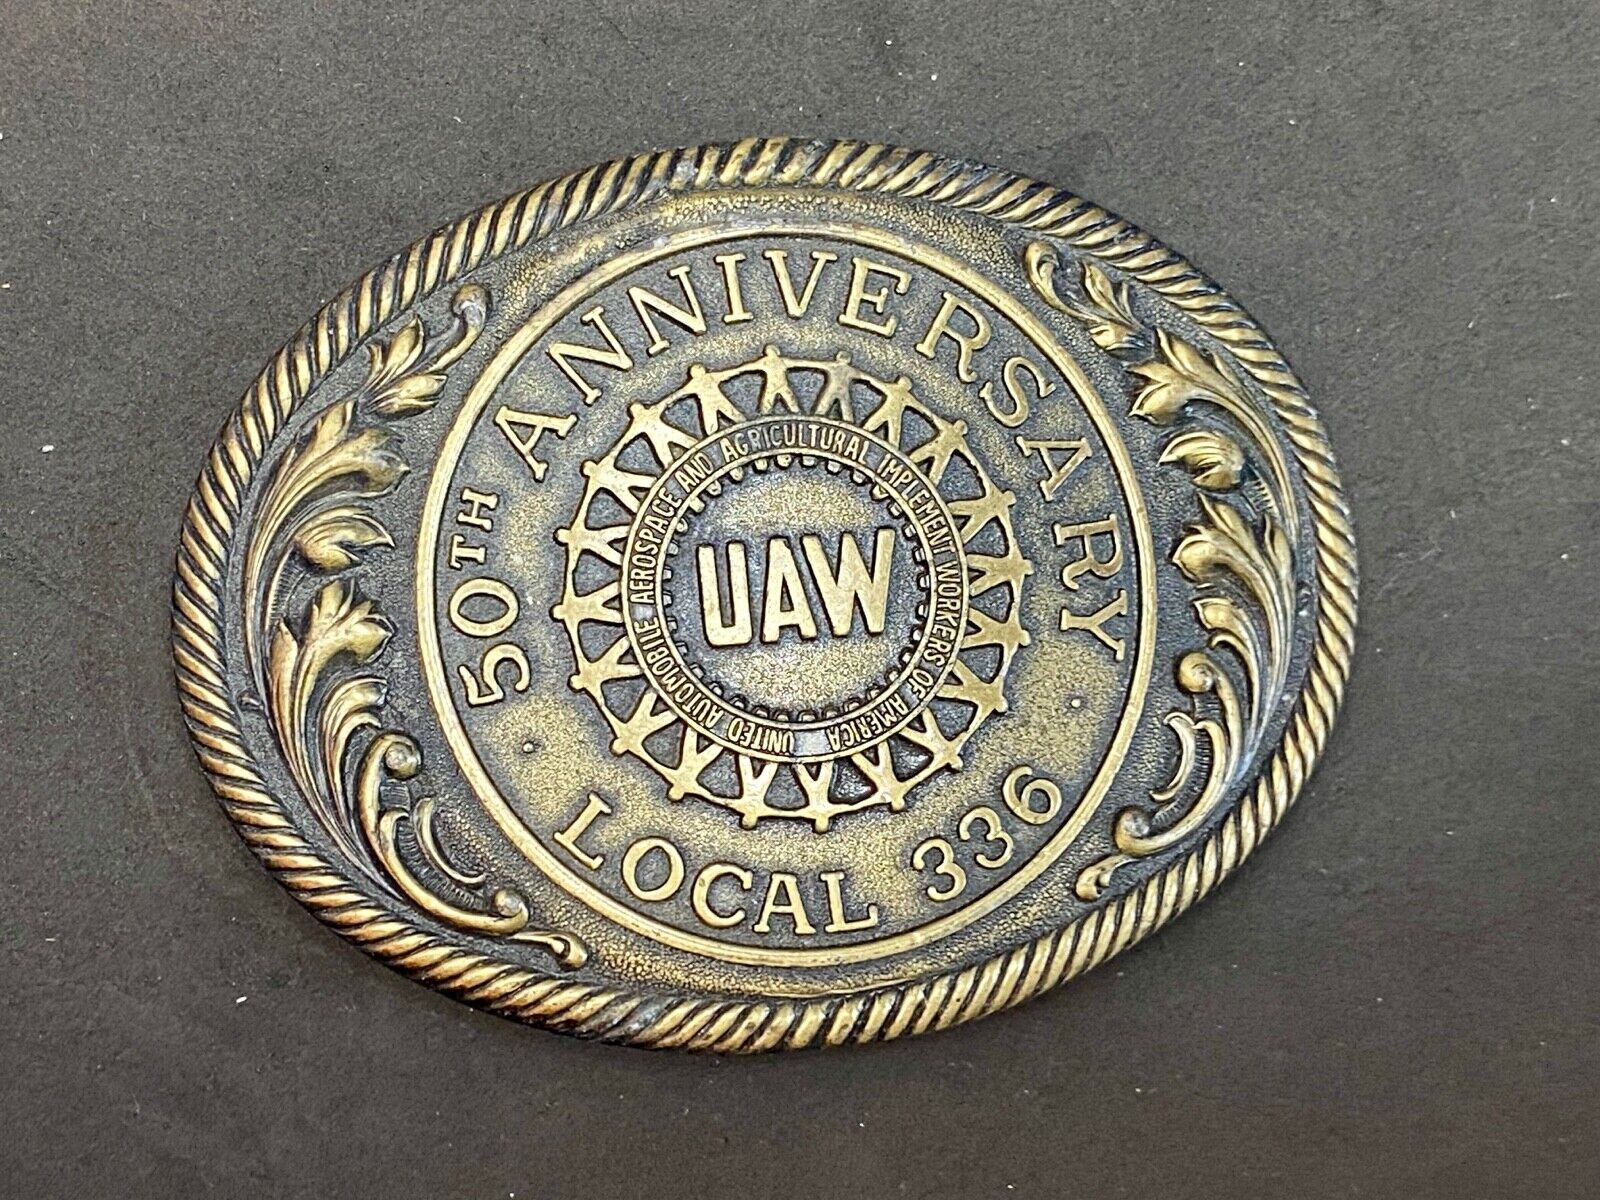 50TH ANNIVERSARY
UNITED AUTOMOBILE AEROSPACE AND AGRICULTURAL IMPLEMENT WORKERS OF AMERICA
UAW
LOCAL 336